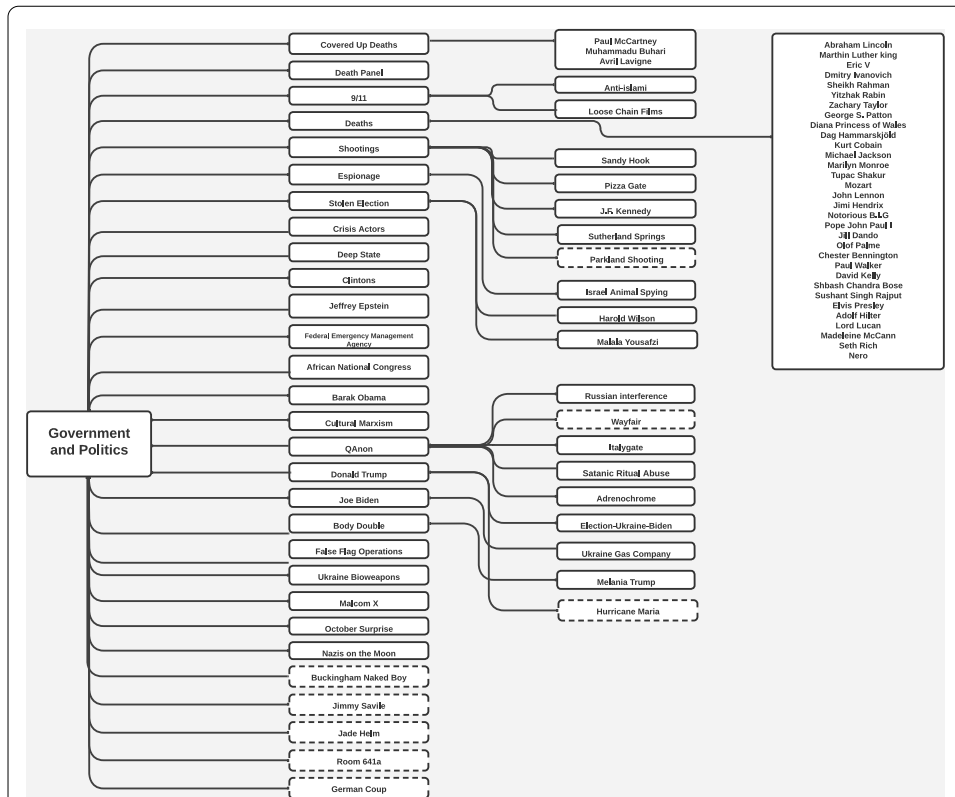 Government
and Politics
Covered Up Deaths
Death Panel
9/11
Deaths
Shootings
Espionage
Stolen Election
Crisis Actors
Deep State
Clintons
Jeffrey Epstein
Federal Emergency Management
Agency
African National Congress
Barak Obama
Cultural Marxism
QAnon
Donald Trump
Joe Biden
Body Double
False Flag Operations
Ukraine Bioweapons
Malcom X
October Surprise
Nazis on the Moon
Buckingham Naked Boy
Jimmy Savile
Jade Helm
Room 641a
German Coup
Paul McCartney
Muhammadu Buhari
Avril Lavigne
Anti-islami
Loose Chain Films
Sandy Hook
Pizza Gate
J.F. Kennedy
Sutherland Springs
Parkland Shooting
Israel Animal Spying
Harold Wilson
Malala Yousafzi
Russian interference
Wayfair
Italygate
Satanic Ritual Abuse
Adrenochrome
Election-Ukraine-Biden
Ukraine Gas Company
Melania Trump
Hurricane Maria
Abraham Lincoln
Marthin Luther king
Eric V
Dmitry Ivanovich
Sheikh Rahman
Yitzhak Rabin
Zachary Taylor
George S. Patton
Diana Princess of Wales
Dag Hammarskjöld
Kurt Cobain
Michael Jackson
Marilyn Monroe
Tupac Shakur
Mozart
John Lennon
Jimi Hendrix
Notorious B.I.G
Pope John Paul I
Jill Dando
Olof Palme
Chester Bennington
Paul Walker
David Kelly
Shbash Chandra Bose
Sushant Singh Rajput
Elvis Presley
Adolf Hilter
Lord Lucan
Madeleine McCann
Seth Rich
Nero